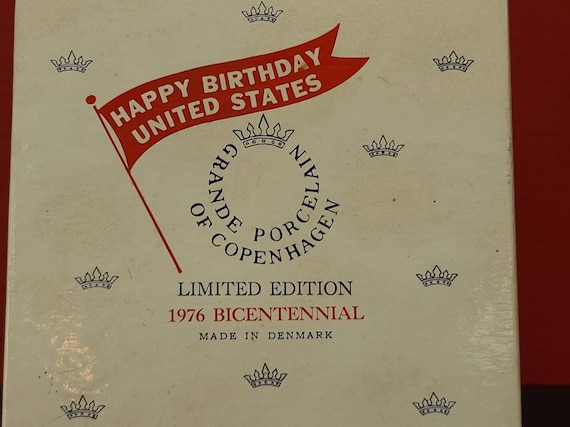 HAPPY BIRTHDAY
UNITED STATES
GRANDE PORCELAIN
OF COPENHAGEN
LIMITED EDITION
1976 BICENTENNIAL
MADE IN DENMARK